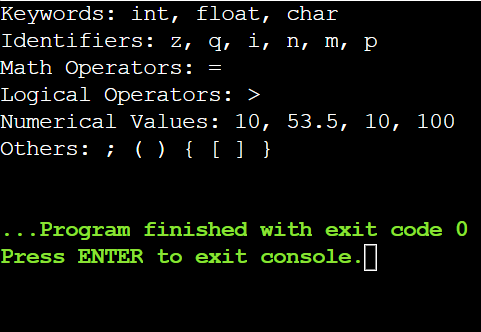 Keywords: int, float, char
Identifiers: z, q, i, n, m, p
Math Operators: =
Logical Operators: >
Numerical Values: 10, 53.5, 10, 100
Others: ; ( ) { [ ] }
...Program finished with exit code 0
Press ENTER to exit console.